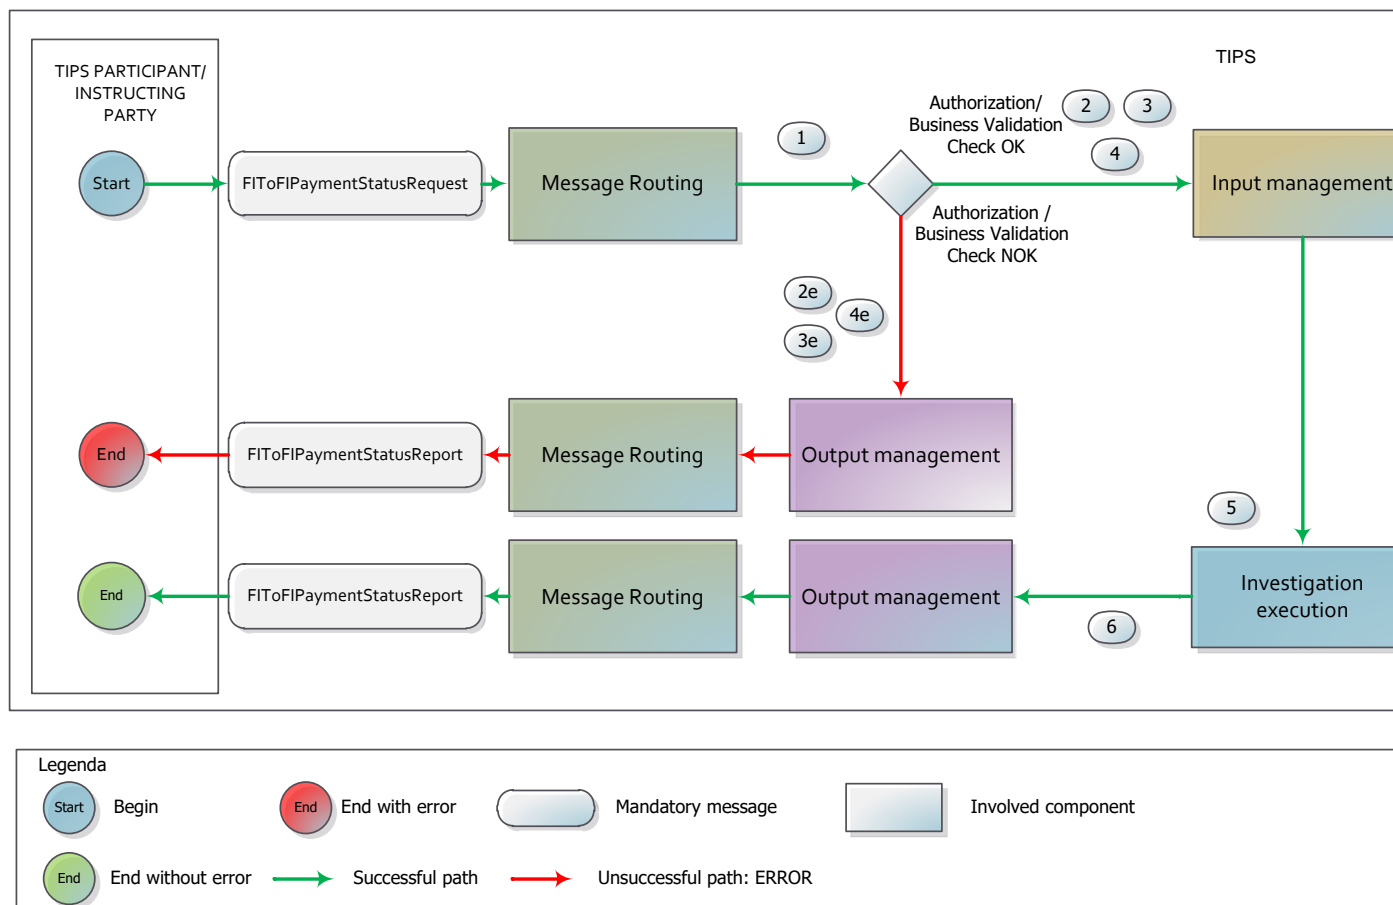 TIPS PARTICIPANT/
INSTRUCTING
PARTY
TIPS
Start
FIToFIPaymentStatusRequest
Message Routing
1
Authorization/
Business Validation
Check OK
2
3
4
Input management
Authorization /
Business Validation
Check NOK
2e
4e
3e
End
FIToFIPaymentStatusReport
Message Routing
Output management
5
End
FIToFIPaymentStatusReport
Message Routing
Output management
6
Investigation
execution
Legenda
Start
Begin
End
End with error
Mandatory message
Involved component
End
End without error
Successful path
Unsuccessful path: ERROR